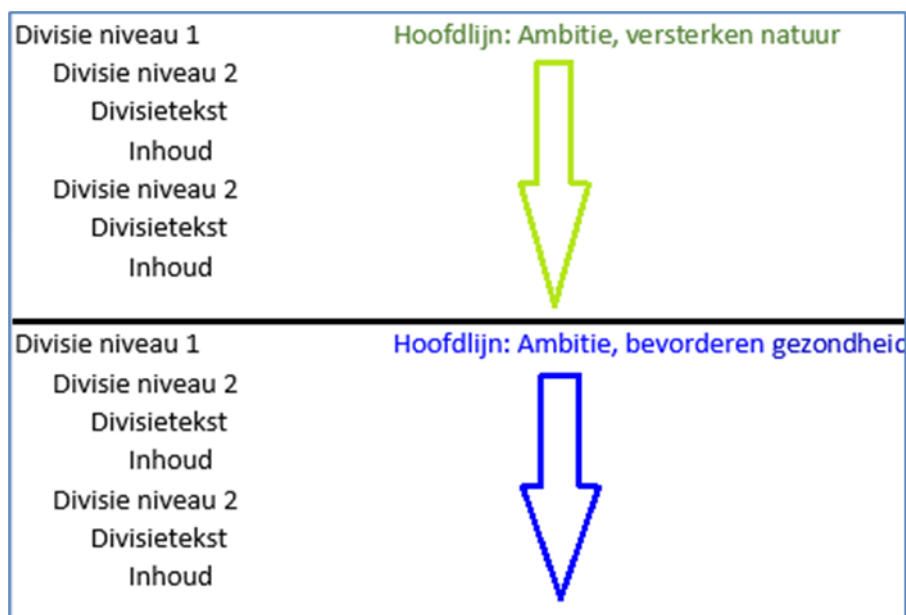 Divisie niveau 1 Hoofdlijn: Ambitie, versterken natuur
Divisie niveau 2
Divisietekst
Inhoud
Divisie niveau 2
Divisietekst
Inhoud
Divisie niveau 1 Hoofdlijn: Ambitie, bevorderen gezondheid
Divisie niveau 2
Divisietekst
Inhoud
Divisie niveau 2
Divisietekst
Inhoud